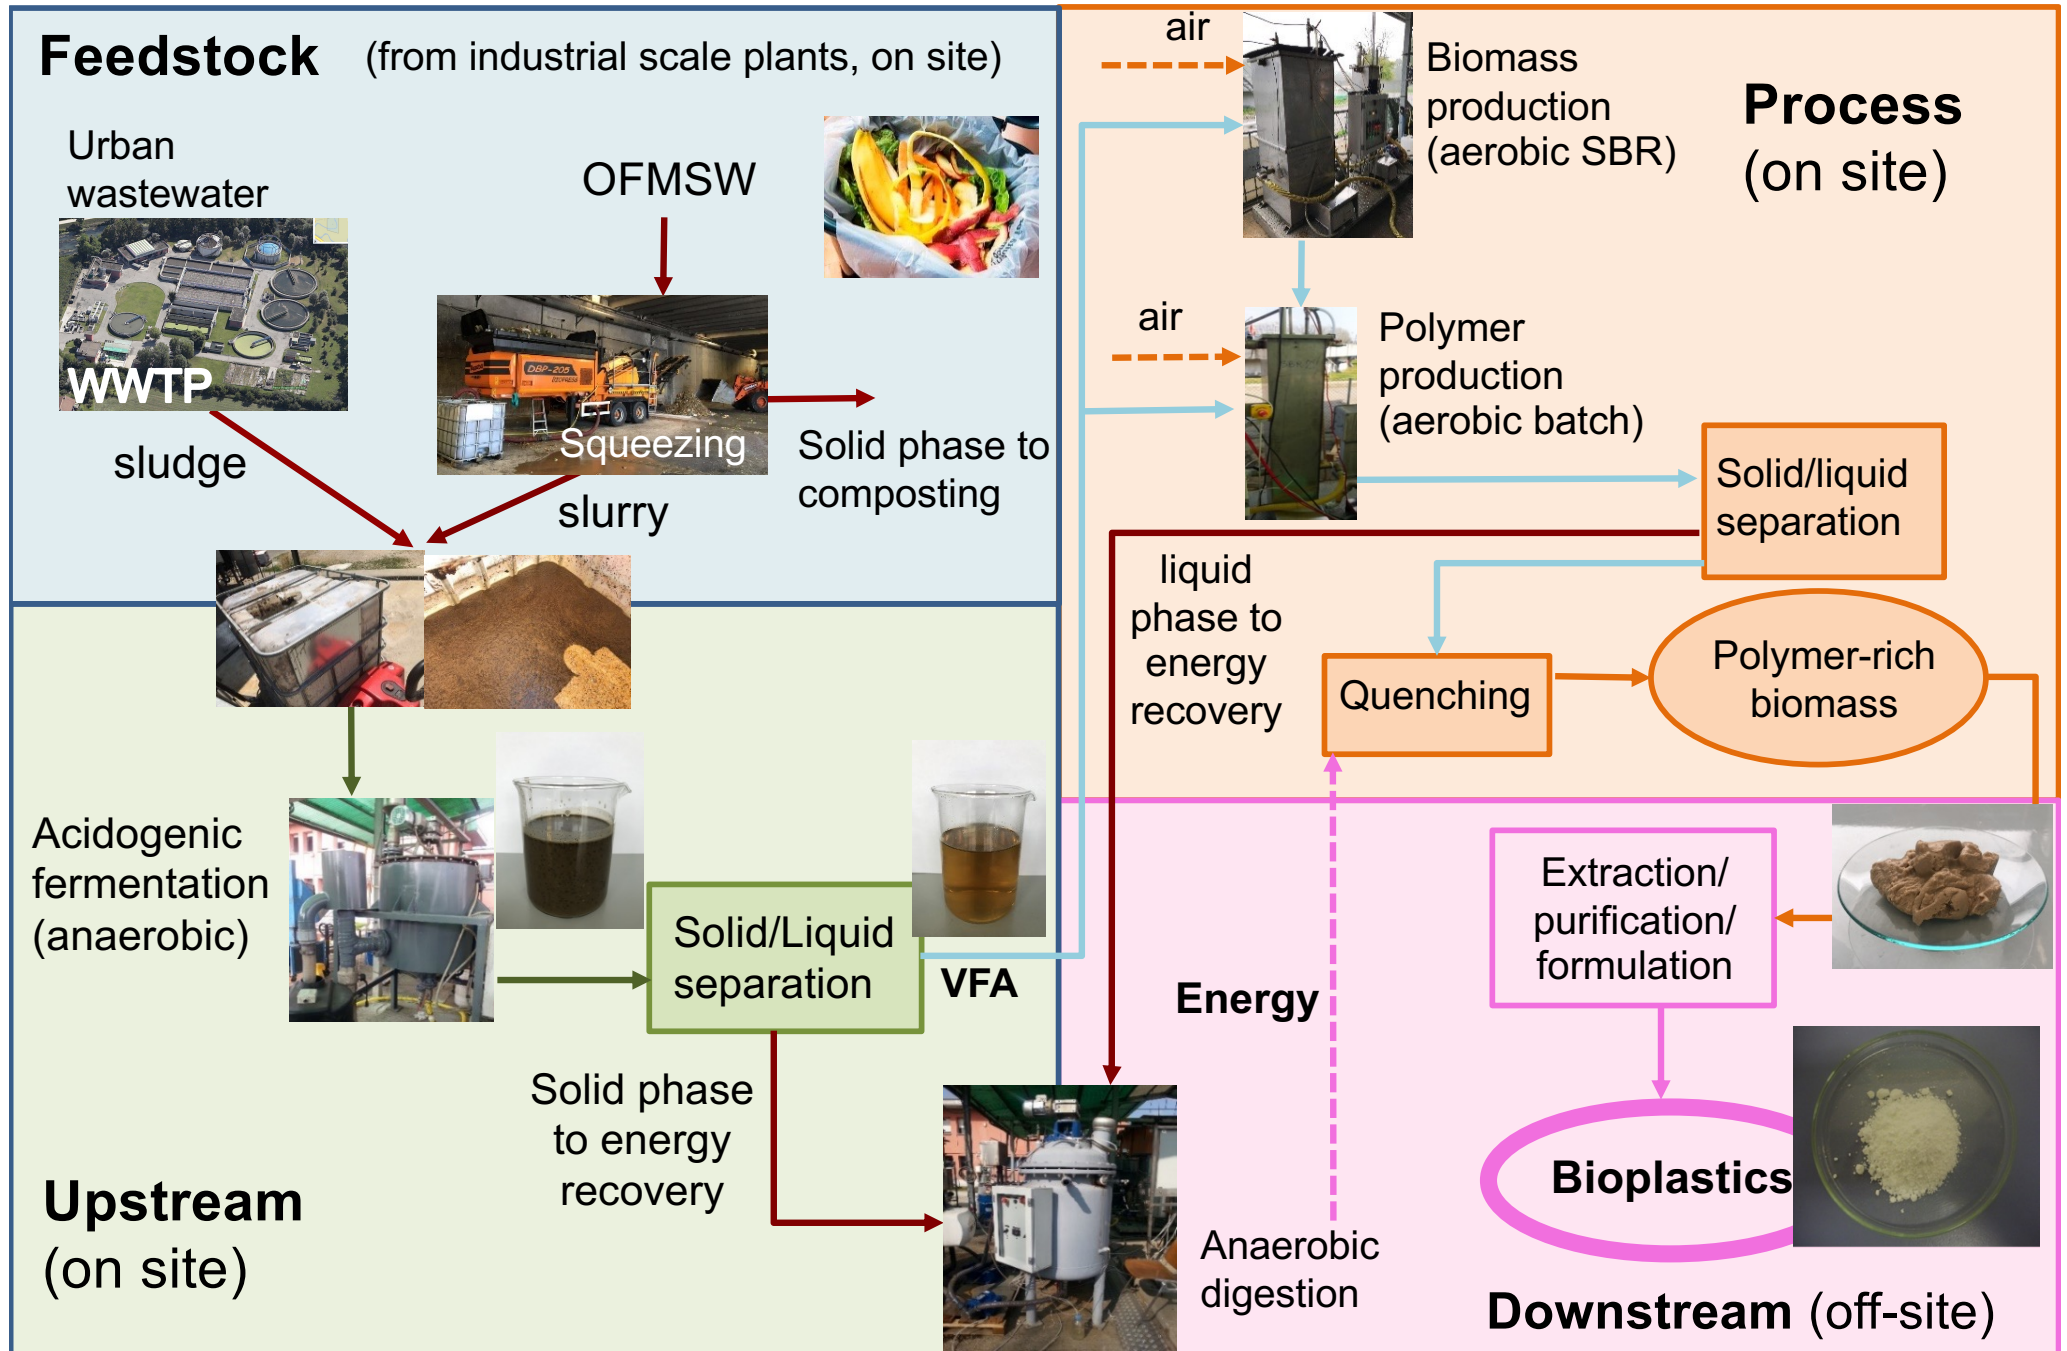 Feedstock (from industrial scale plants, on site)
Urban
wastewater
WWTP
sludge
OFMSW
DBP-205
BIOPRESS
Squeezing
slurry
Solid phase to
composting
air
Biomass
production
(aerobic SBR)
Process
(on site)
air
Polymer
production
(aerobic batch)
Solid/liquid
separation
liquid
phase to
energy
recovery
Quenching
Polymer-rich
biomass
Acidogenic
fermentation
(anaerobic)
Solid/Liquid
separation
VFA
Solid phase
to energy
recovery
Upstream
(on site)
Energy
Anaerobic
digestion
Extraction/
purification/
formulation
Bioplastics
Downstream (off-site)